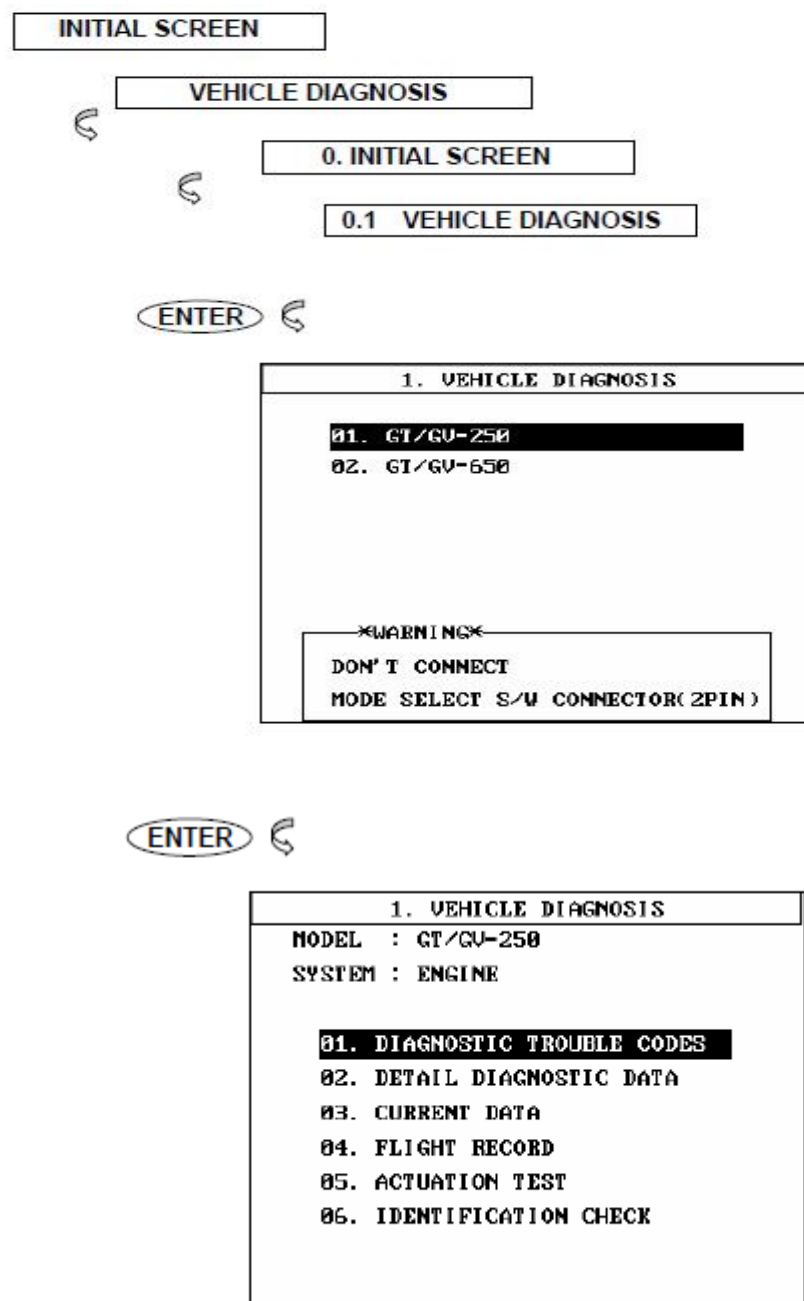 INITIAL SCREEN
VEHICLE DIAGNOSIS
0. INITIAL SCREEN
0.1 VEHICLE DIAGNOSIS
ENTER
1. VEHICLE DIAGNOSIS
01. GT/GV-250
02. GT/GV-650
*WARNING*
DON'T CONNECT
MODE SELECT S/W CONNECTOR(2PIN)
ENTER
1. VEHICLE DIAGNOSIS
MODEL : GT/GV-250
SYSTEM : ENGINE
01. DIAGNOSTIC TROUBLE CODES
02. DETAIL DIAGNOSTIC DATA
03. CURRENT DATA
04. FLIGHT RECORD
05. ACTUATION TEST
06. IDENTIFICATION CHECK